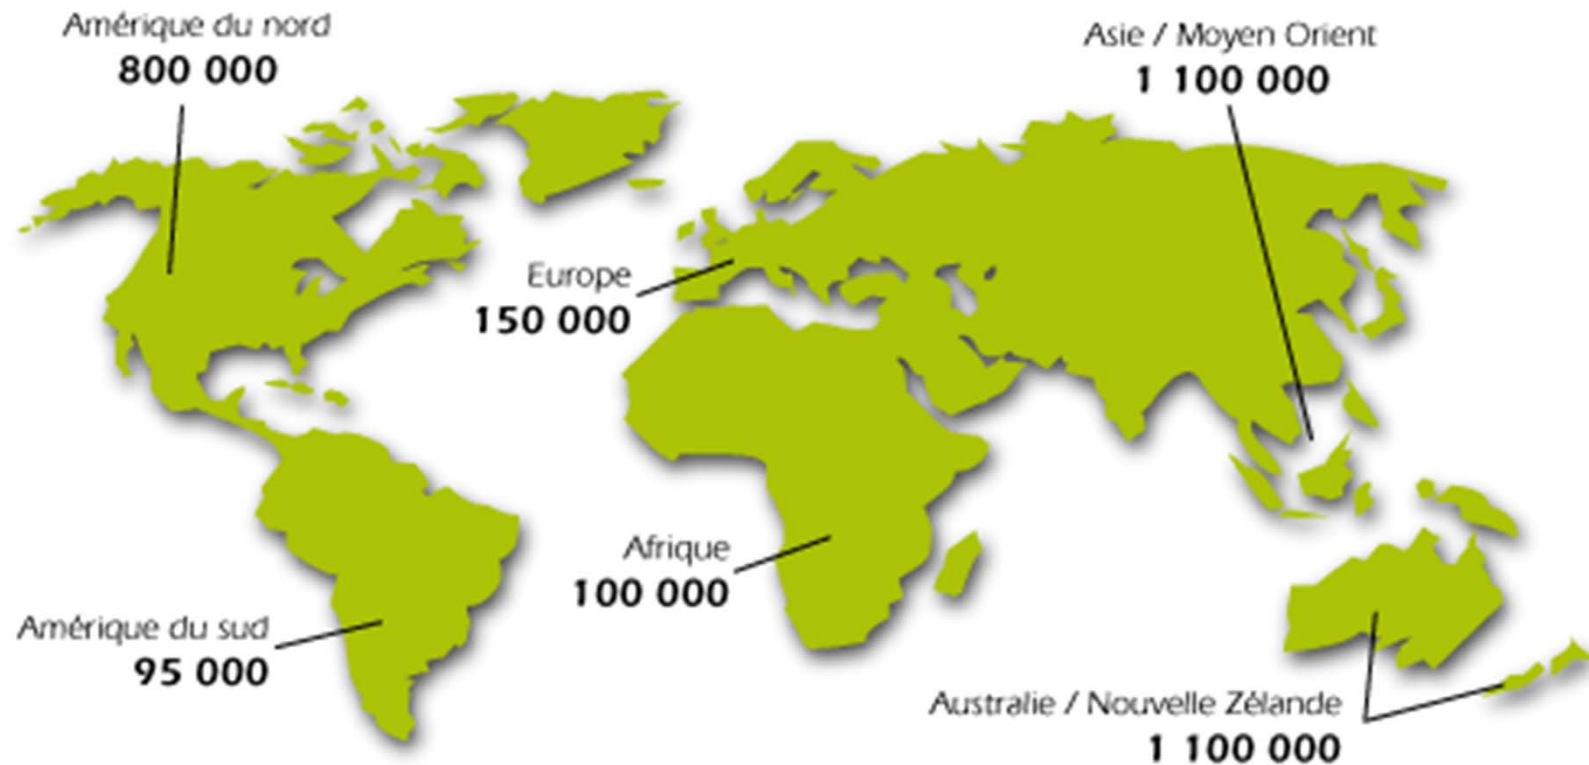 Amérique du nord
800 000
Asie / Moyen Orient
1 100 000
Europe
150 000
Afrique
100 000
Amérique du sud
95 000
Australie / Nouvelle Zélande
1 100 000